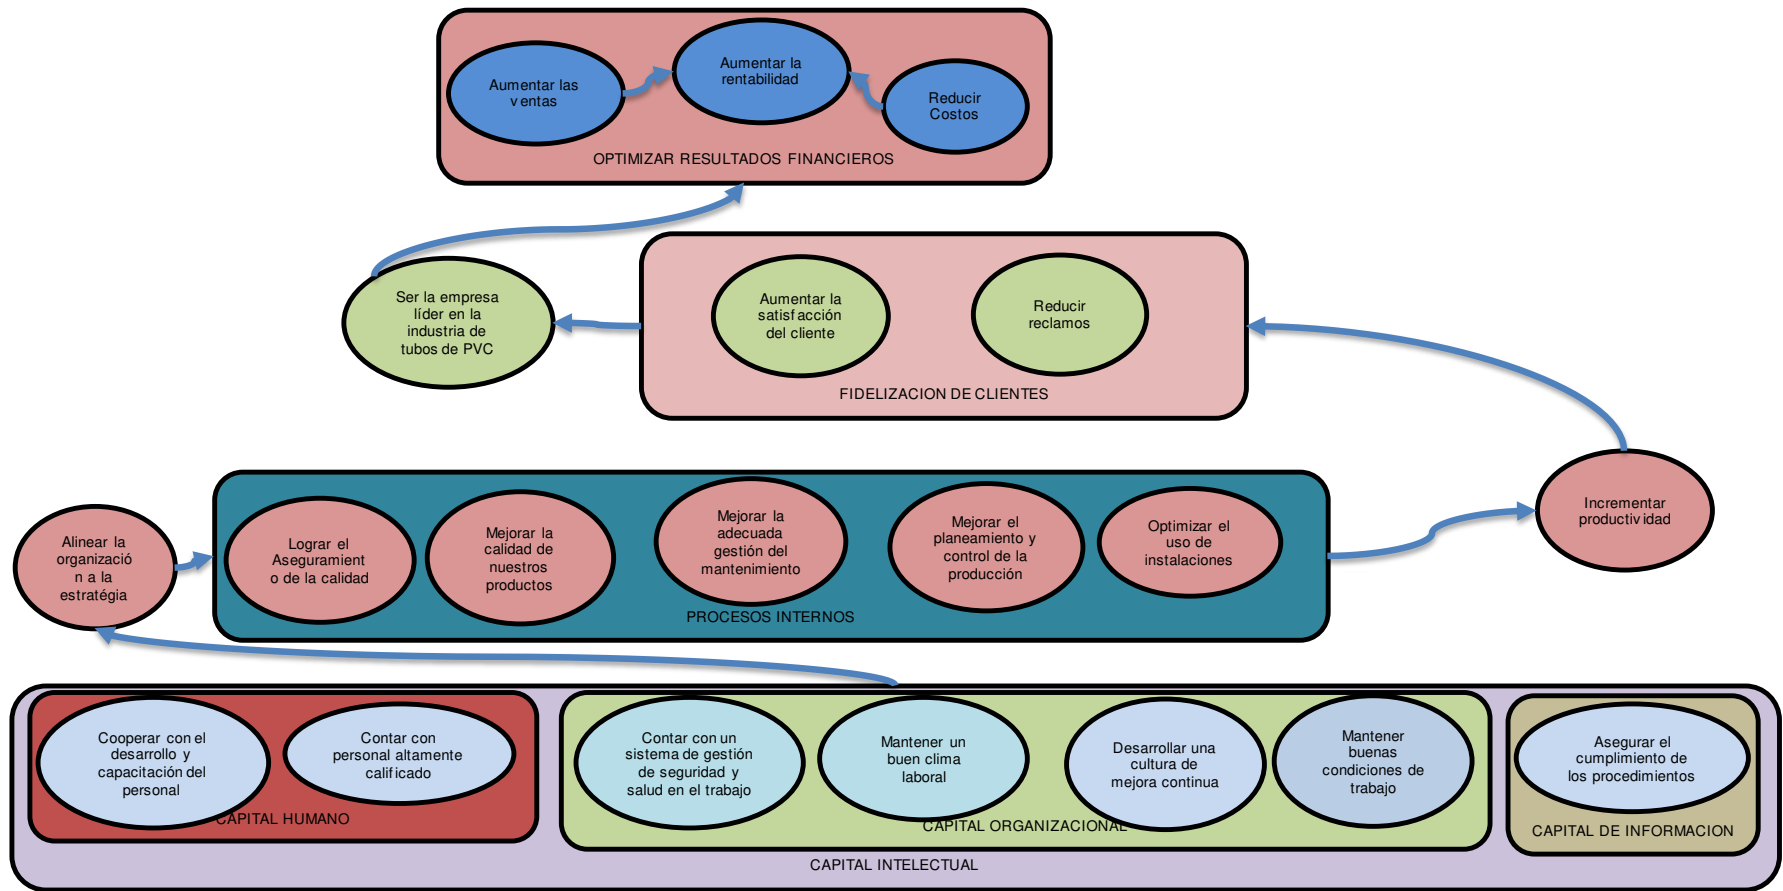 Aumentar las
ventas
Aumentar la
rentabilidad
Reducir
Costos
OPTIMIZAR RESULTADOS FINANCIEROS
Ser la empresa
líder en la
industria de
tubos de PVC
Aumentar la
satisfacción
del cliente
Reducir
reclamos
FIDELIZACION DE CLIENTES
Alinear la
organizació
n a la
estratégia
Lograr el
Aseguramient
o de la calidad
Mejorar la
calidad de
nuestros
productos
Mejorar la
adecuada
gestión del
mantenimiento
Mejorar el
planeamiento y
control de la
producción
Optimizar el
uso de
instalaciones
PROCESOS INTERNOS
Incrementar
productividad
Cooperar con el
desarrollo y
capacitación del
personal
Contar con
personal altamente
calificado
CAPITAL HUMANO
Contar con un
sistema de gestión
de seguridad y
salud en el trabajo
Mantener un
buen clima
laboral
Desarrollar una
cultura de
mejora continua
Mantener
buenas
condiciones de
trabajo
CAPITAL ORGANIZACIONAL
Asegurar el
cumplimiento de
los procedimientos
CAPITAL DE INFORMACION
CAPITAL INTELECTUAL